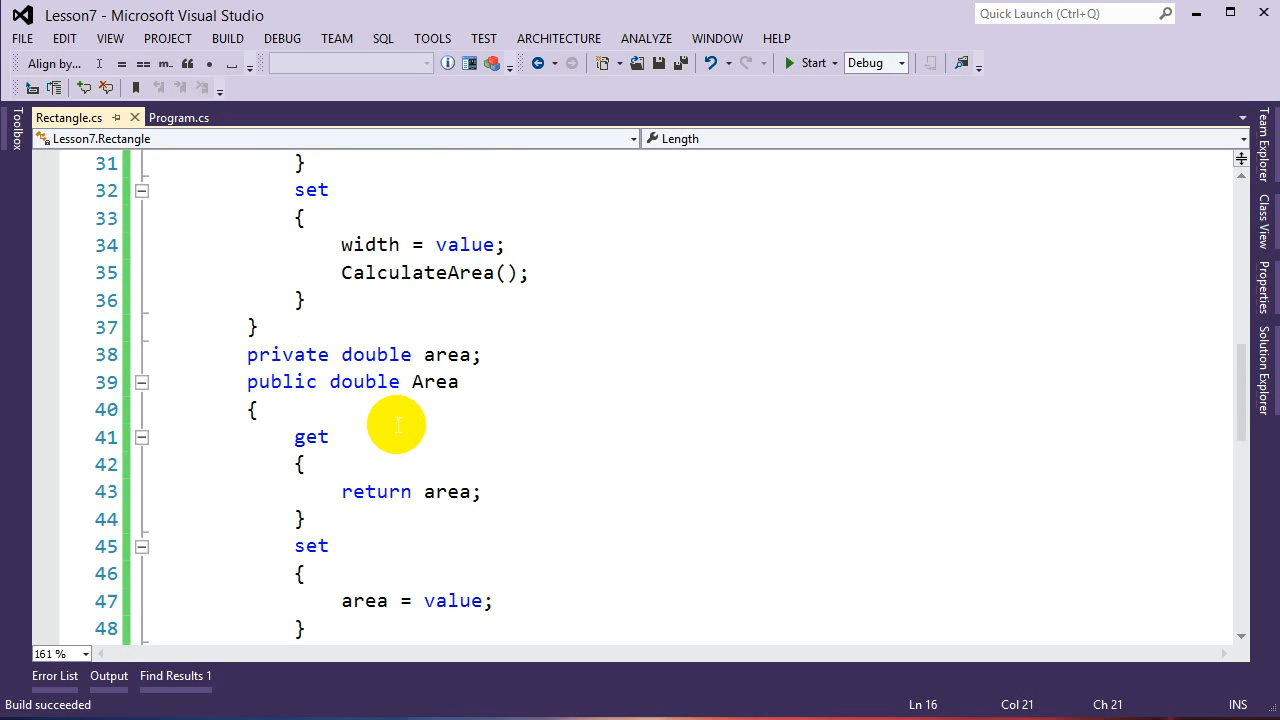 Lesson7 - Microsoft Visual Studio
Quick Launch (Ctrl+Q)
FILE EDIT VIEW PROJECT BUILD DEBUG TEAM SQL TOOLS TEST ARCHITECTURE ANALYZE WINDOW HELP
Align by... Start Debug
Rectangle.cs Program.cs
Lesson7.Rectangle Length
31 }
32 set
33 {
34 width = value;
35 CalculateArea();
36 }
37 }
38 private double area;
39 public double Area
40 {
41 get
42 {
43 return area;
44 }
45 set
46 {
47 area = value;
48 }
161 %
Toolbox
Team Explorer
Class View
Properties
Solution Explorer
Error List Output Find Results 1
Build succeeded Ln 16 Col 21 Ch 21 INS